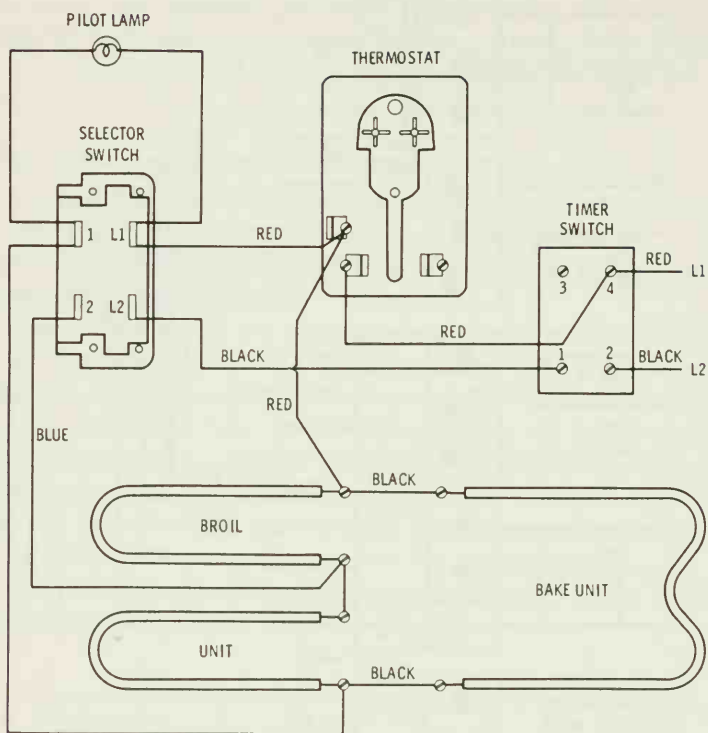 PILOT LAMP
THERMOSTAT
SELECTOR
SWITCH
TIMER
SWITCH
1 L1
RED
3 4
RED
L1
2 L2
RED
1 2
BLACK
BLACK
L2
RED
BLUE
BLACK
BROIL
BAKE UNIT
UNIT
BLACK